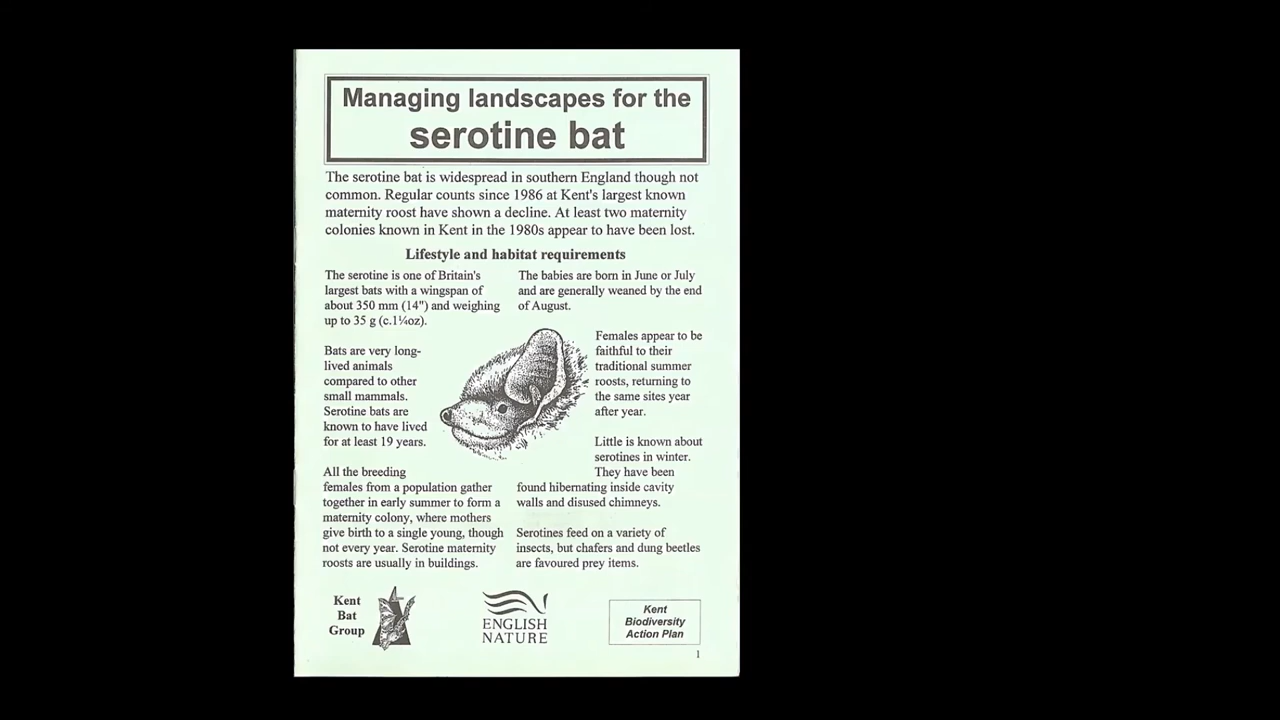 Managing landscapes for the
serotine bat
The serotine bat is widespread in southern England though not
common. Regular counts since 1986 at Kent's largest known
maternity roost have shown a decline. At least two maternity
colonies known in Kent in the 1980s appear to have been lost.
Lifestyle and habitat requirements
The serotine is one of Britain's
largest bats with a wingspan of
about 350 mm (14") and weighing
up to 35 g (c.1¼oz).
Bats are very long-
lived animals
compared to other
small mammals.
Serotine bats are
known to have lived
for at least 19 years.
All the breeding
females from a population gather
together in early summer to form a
maternity colony, where mothers
give birth to a single young, though
not every year. Serotine maternity
roosts are usually in buildings.
The babies are born in June or July
and are generally weaned by the end
of August.
Females appear to be
faithful to their
traditional summer
roosts, returning to
the same sites year
after year.
Little is known about
serotines in winter.
They have been
found hibernating inside cavity
walls and disused chimneys.
Serotines feed on a variety of
insects, but chafers and dung beetles
are favoured prey items.
Kent
Bat
Group
ENGLISH
NATURE
Kent
Biodiversity
Action Plan
1